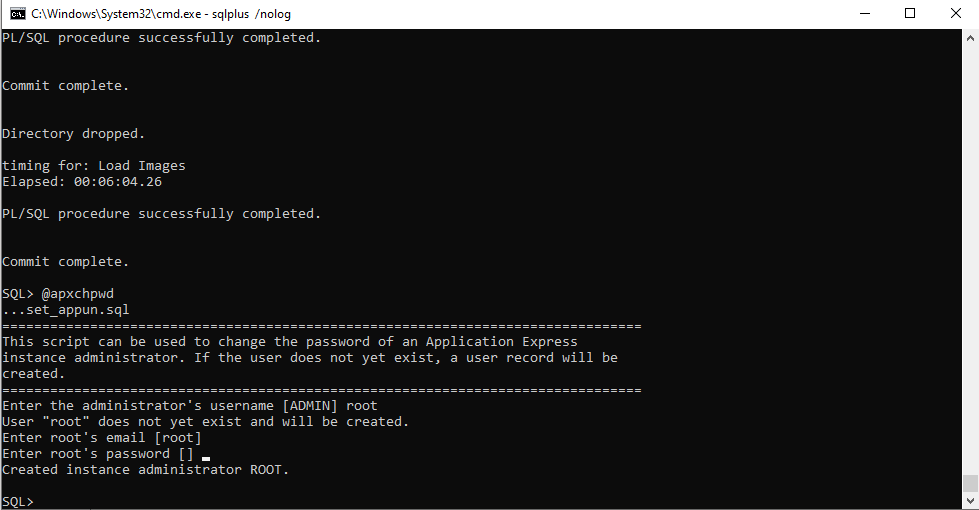 C:\Windows\System32\cmd.exe - sqlplus /nolog
PL/SQL procedure successfully completed.
Commit complete.
Directory dropped.
timing for: Load Images
Elapsed: 00:06:04.26
PL/SQL procedure successfully completed.
Commit complete.
SQL> @apxchpwd
...set_appun.sql
================================================================================
This script can be used to change the password of an Application Express
instance administrator. If the user does not yet exist, a user record will be
created.
================================================================================
Enter the administrator's username [ADMIN] root
User "root" does not yet exist and will be created.
Enter root's email [root]
Enter root's password []
Created instance administrator ROOT.
SQL>